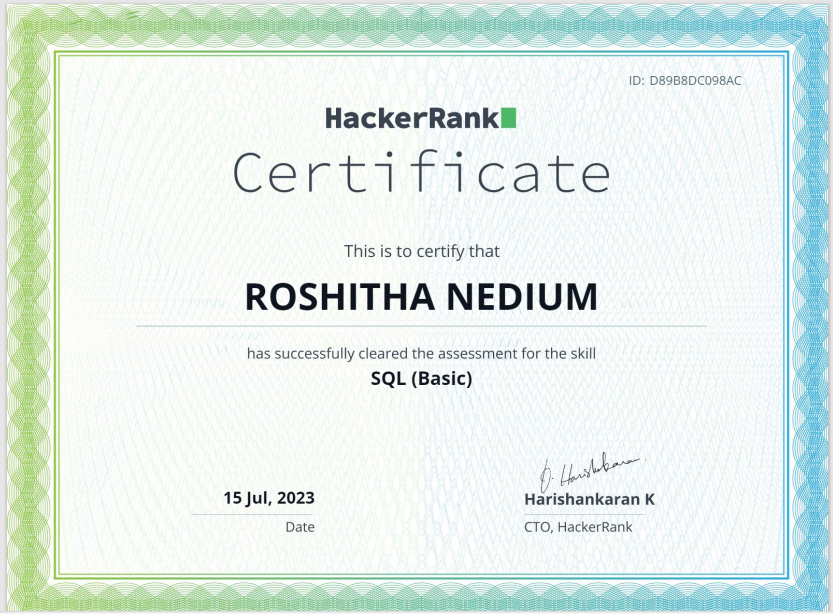 ID: D89B8DC098AC
HackerRank
Certificate
This is to certify that
ROSHITHA NEDIUM
has successfully cleared the assessment for the skill
SQL (Basic)
15 Jul, 2023
Date
H. Harishankaran
Harishankaran K
CTO, HackerRank